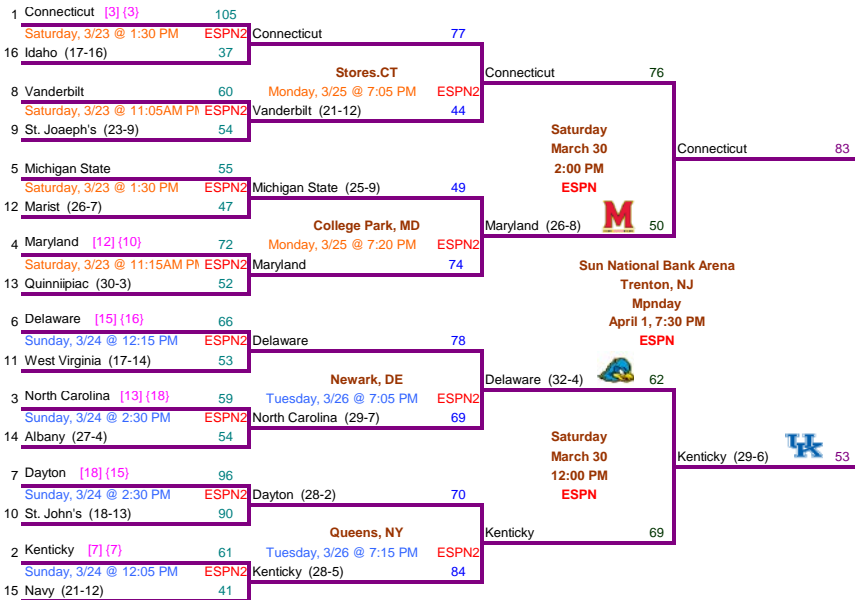 1 Connecticut [3] {3} 105
Saturday, 3/23 @ 1:30 PM ESPN2 Connecticut 77
16 Idaho (17-16) 37
Stores.CT Connecticut 76
8 Vanderbilt 60 Monday, 3/25 @ 7:05 PM ESPN2
Saturday, 3/23 @ 11:05AM PM ESPN2 Vanderbilt (21-12) 44
9 St. Joaeph's (23-9) 54 Saturday
March 30 Connecticut 83
5 Michigan State 55 2:00 PM
Saturday, 3/23 @ 1:30 PM ESPN2 Michigan State (25-9) 49 ESPN
12 Marist (26-7) 47
College Park, MD Maryland (26-8) M 50
4 Maryland [12] {10} 72 Monday, 3/25 @ 7:20 PM ESPN2
Saturday, 3/23 @ 11:15AM PM ESPN2 Maryland 74 Sun National Bank Arena
13 Quinniipiac (30-3) 52 Trenton, NJ
Mpnday
6 Delaware [15] {16} 66 April 1, 7:30 PM
Sunday, 3/24 @ 12:15 PM ESPN2 Delaware 78 ESPN
11 West Virginia (17-14) 53
Newark, DE Delaware (32-4) 62
3 North Carolina [13] {18} 59 Tuesday, 3/26 @ 7:05 PM ESPN2
Sunday, 3/24 @ 2:30 PM ESPN2 North Carolina (29-7) 69
14 Albany (27-4) 54 Saturday
March 30 Kenticky (29-6) UK 53
7 Dayton [18] {15} 96 12:00 PM
Sunday, 3/24 @ 2:30 PM ESPN2 Dayton (28-2) 70 ESPN
10 St. John's (18-13) 90
Queens, NY Kenticky 69
2 Kenticky [7] {7} 61 Tuesday, 3/26 @ 7:15 PM ESPN2
Sunday, 3/24 @ 12:05 PM ESPN2 Kenticky (28-5) 84
15 Navy (21-12) 41